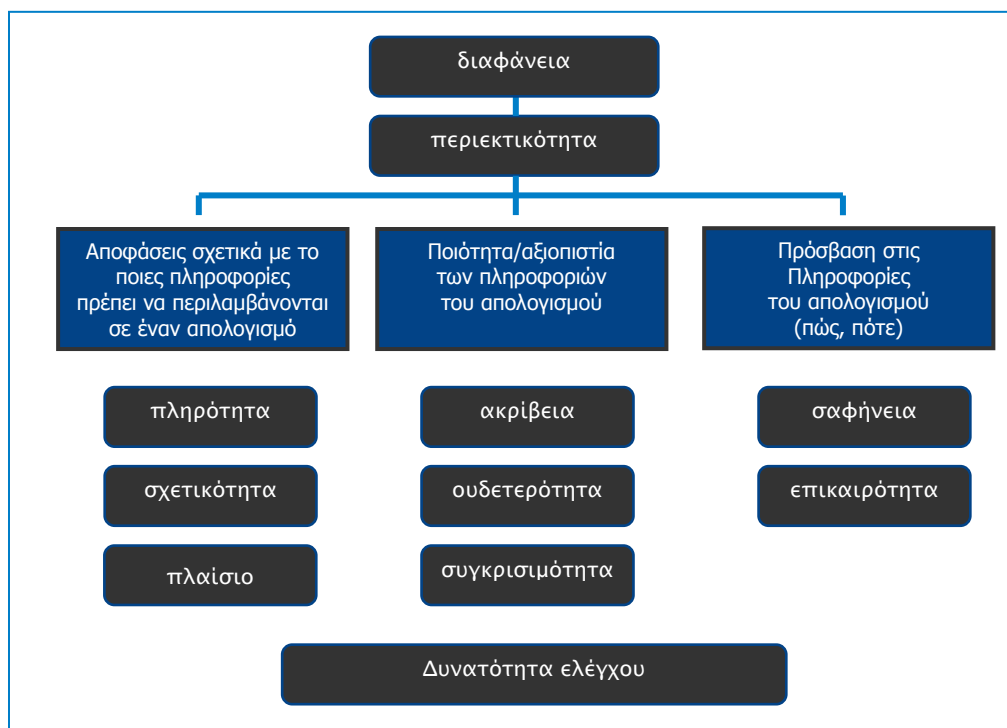 διαφάνεια
περιεκτικότητα
Αποφάσεις σχετικά με το
ποιες πληροφορίες
πρέπει να περιλαμβάνονται
σε έναν απολογισμό
Ποιότητα/αξιοπιστία
των πληροφοριών
του απολογισμού
Πρόσβαση στις
Πληροφορίες
του απολογισμού
(πώς, πότε)
πληρότητα
ακρίβεια
σαφήνεια
σχετικότητα
ουδετερότητα
επικαιρότητα
πλαίσιο
συγκρισιμότητα
Δυνατότητα ελέγχου